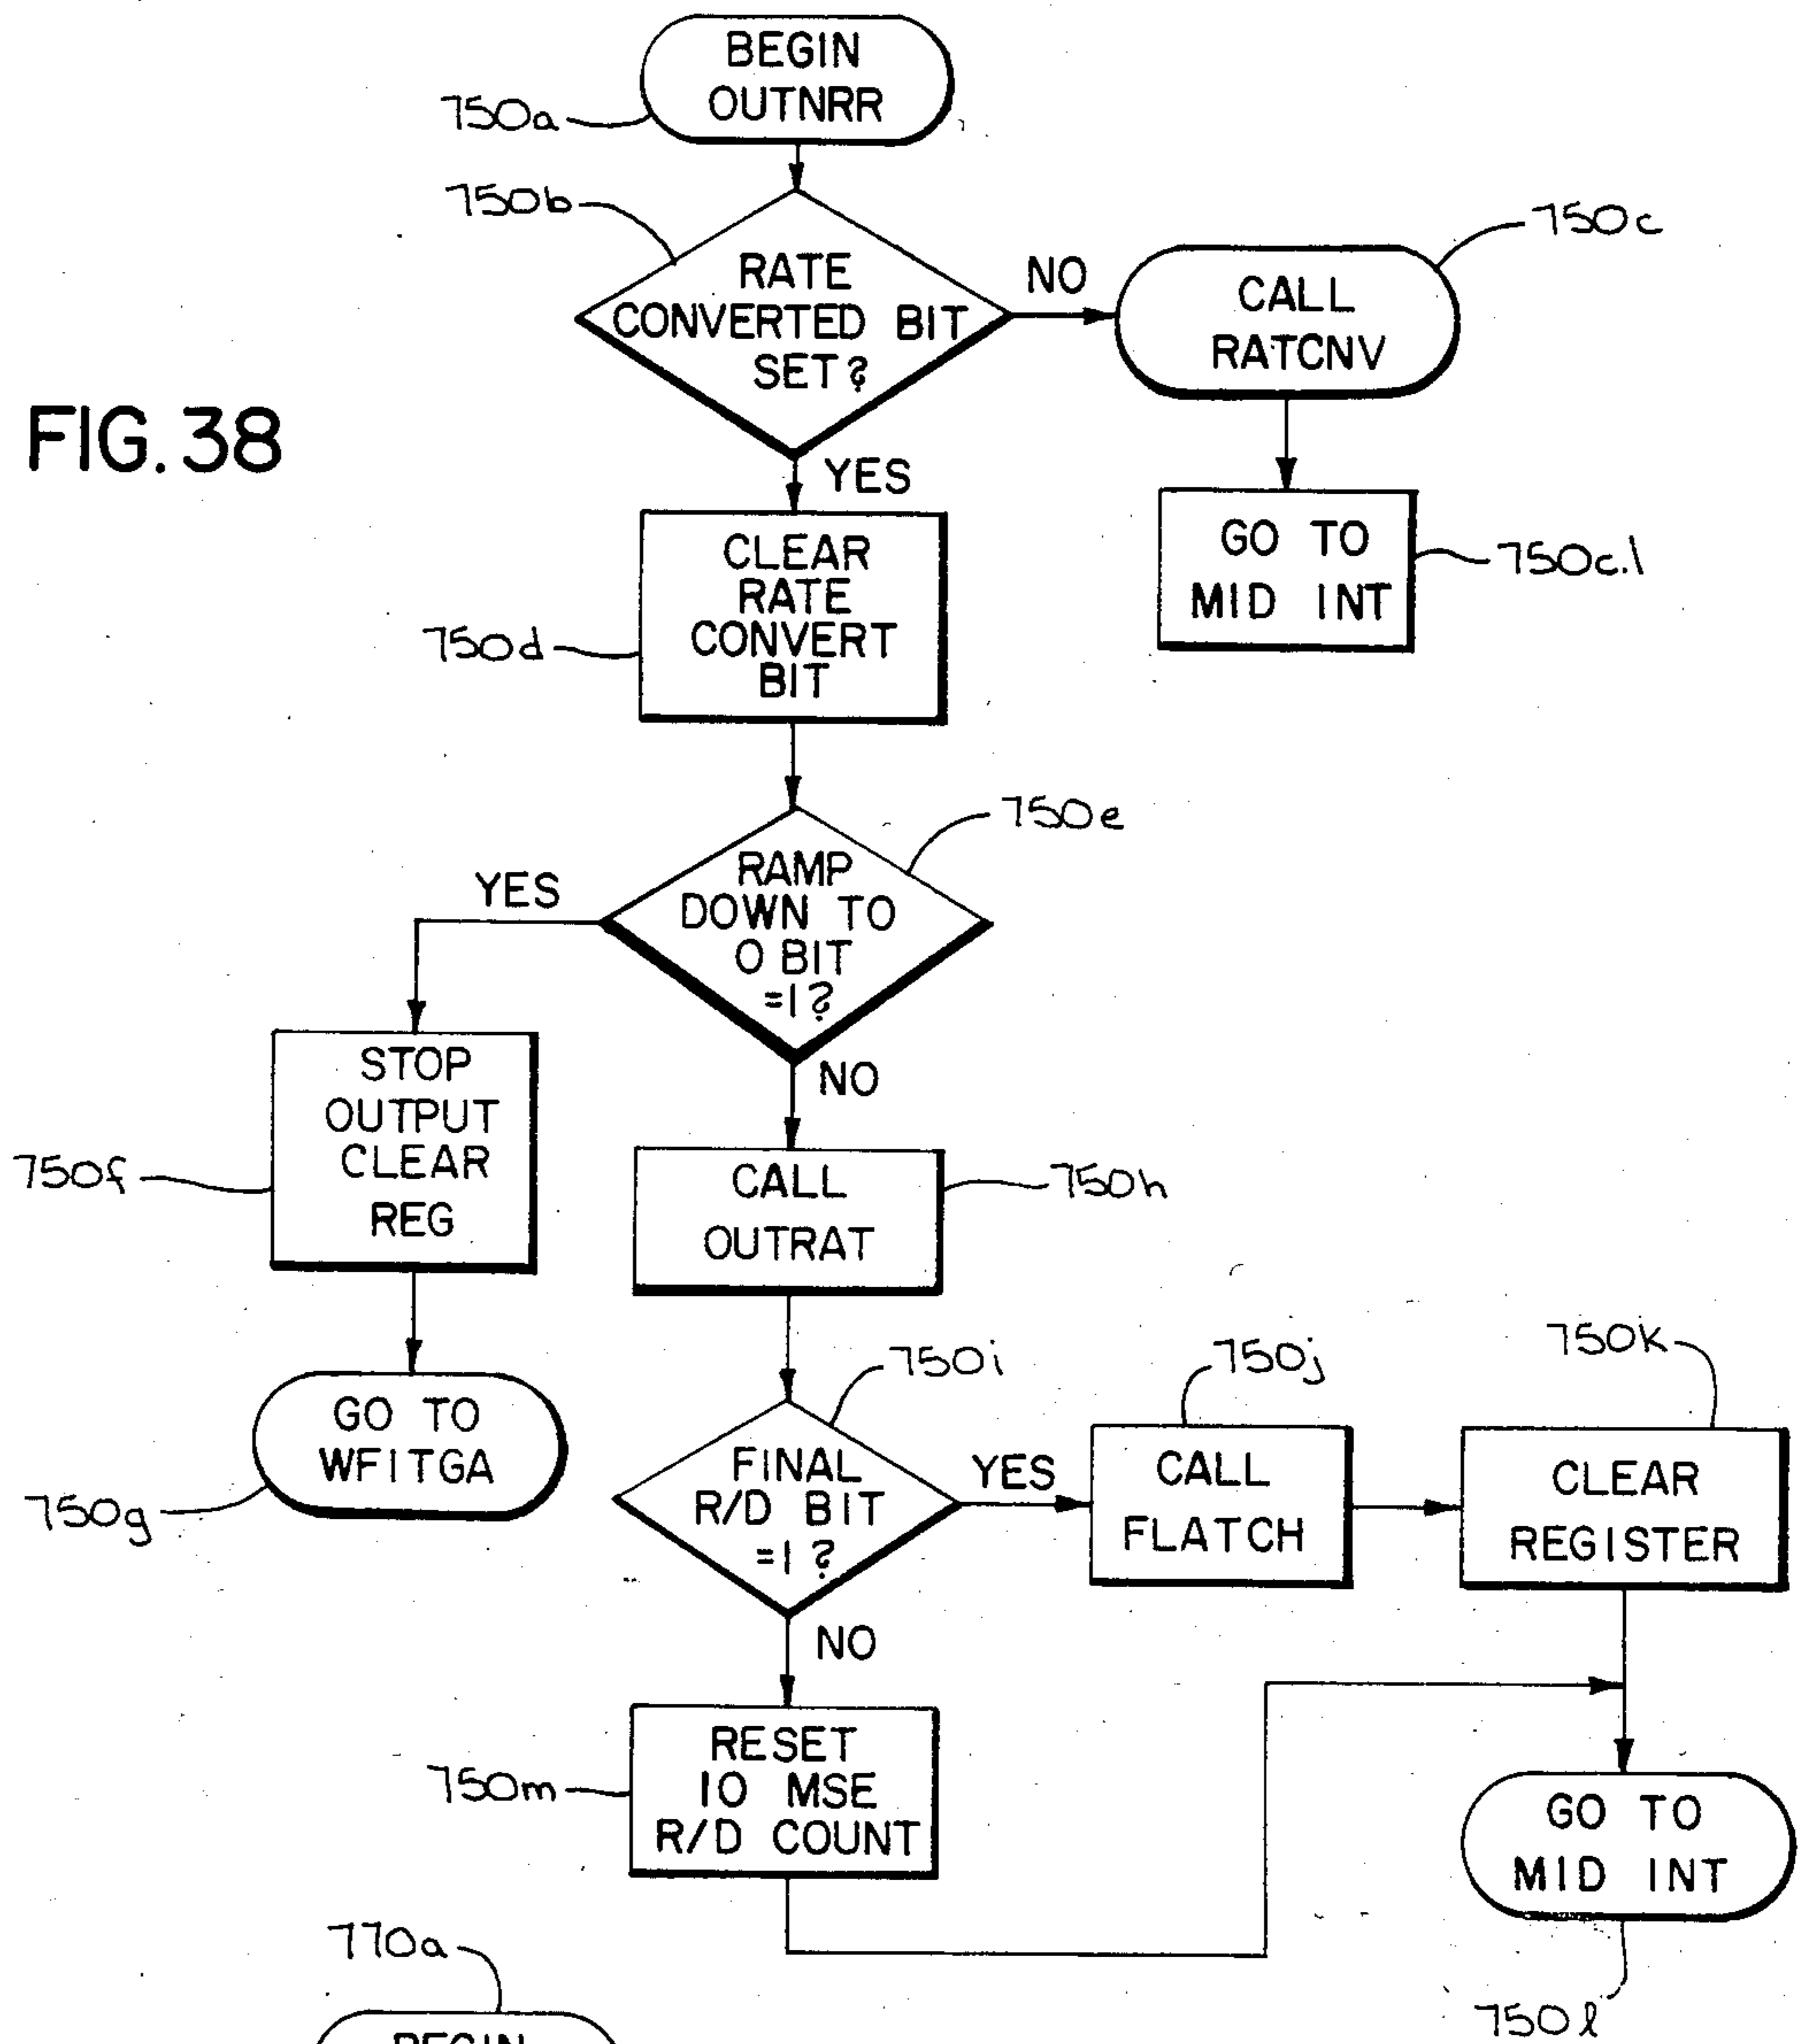 BEGIN
OUTNRR
750a
750b
RATE
CONVERTED BIT
SET?
NO
750c
CALL
RATCNV
FIG. 38
YES
GO TO
MID INT
750c.1
CLEAR
RATE
CONVERT
BIT
750d
750e
YES
RAMP
DOWN TO
0 BIT
=1?
NO
STOP
OUTPUT
CLEAR
REG
750f
CALL
OUTRAT
750h
GO TO
WFITGA
750g
750i
FINAL
R/D BIT
=1?
YES
750j
CALL
FLATCH
750k
CLEAR
REGISTER
NO
RESET
10 MSE
R/D COUNT
750m
GO TO
MID INT
750l
770a
BEGIN